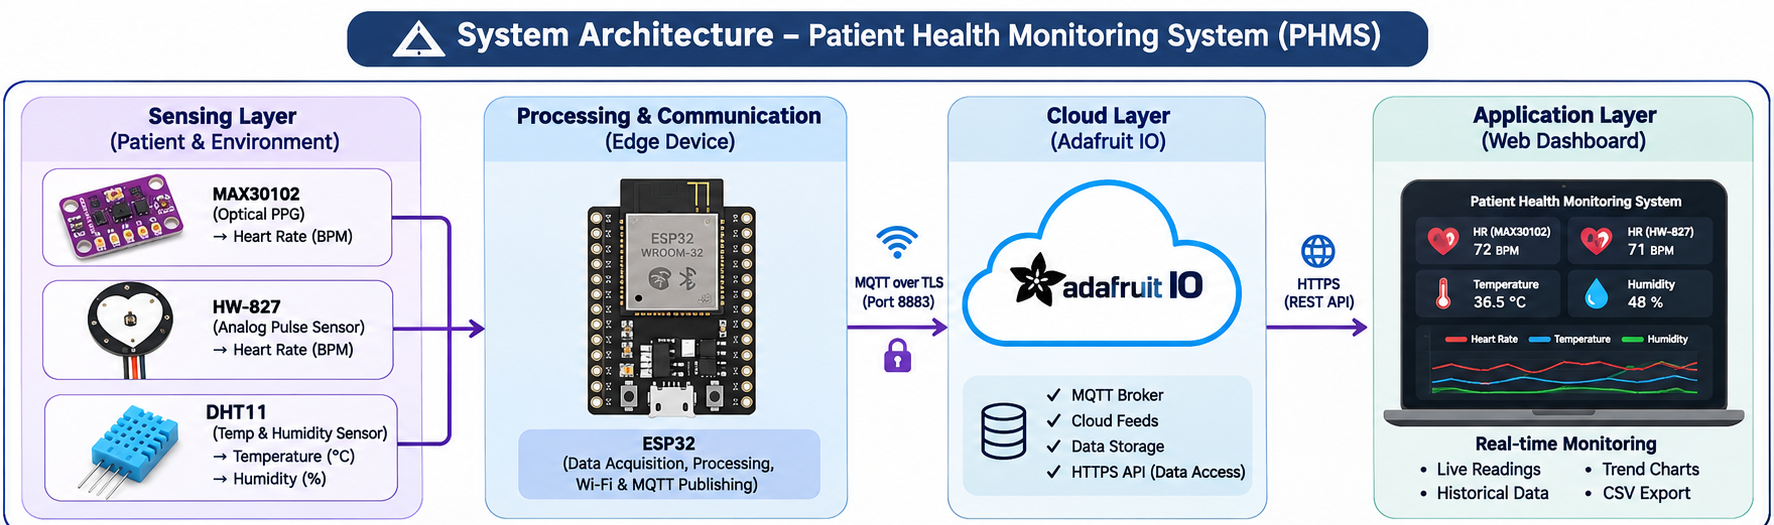 System Architecture – Patient Health Monitoring System (PHMS)
Sensing Layer
(Patient & Environment)
MAX30102
(Optical PPG)
→ Heart Rate (BPM)
HW-827
(Analog Pulse Sensor)
→ Heart Rate (BPM)
DHT11
(Temp & Humidity Sensor)
→ Temperature (°C)
→ Humidity (%)
Processing & Communication
(Edge Device)
ESP32
WROOM-32
ESP32
(Data Acquisition, Processing,
Wi-Fi & MQTT Publishing)
MQTT over TLS
(Port 8883)
Cloud Layer
(Adafruit IO)
adafruit IO
✓ MQTT Broker
✓ Cloud Feeds
✓ Data Storage
✓ HTTPS API (Data Access)
HTTPS
(REST API)
Application Layer
(Web Dashboard)
Patient Health Monitoring System
HR (MAX30102)
72 BPM
HR (HW-827)
71 BPM
Temperature
36.5 °C
Humidity
48 %
Heart Rate Temperature Humidity
Real-time Monitoring
• Live Readings
• Trend Charts
• Historical Data
• CSV Export